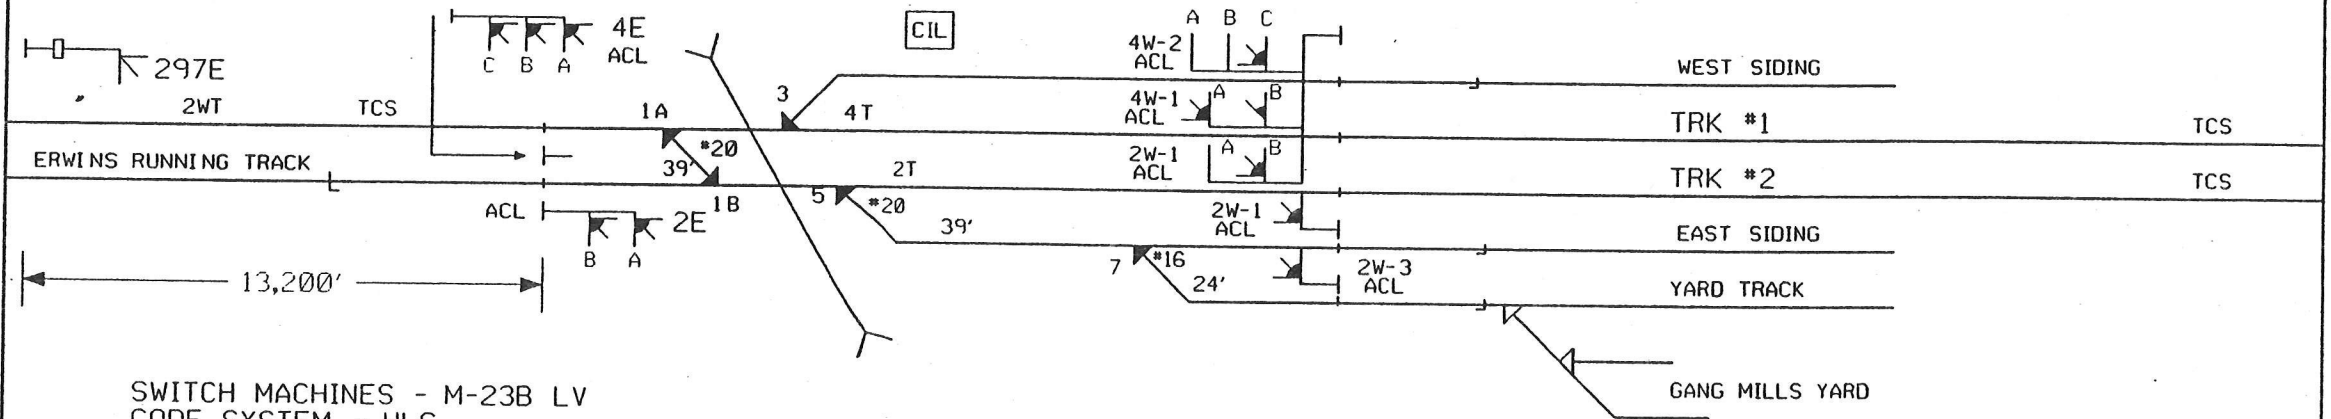 A B C
4E
ACL
C B A
CIL
4W-2
ACL
297E
WEST SIDING
2WT
TCS
1A
3
4T
4W-1
ACL
A
B
TRK #1
TCS
ERWINS RUNNING TRACK
#20
39'
2T
2W-1
ACL
A
B
TRK #2
TCS
1B
5
#20
ACL
2E
B A
39'
2W-1
ACL
EAST SIDING
13,200'
7
#16
24'
2W-3
ACL
YARD TRACK
GANG MILLS YARD
SWITCH MACHINES - M-23B LV